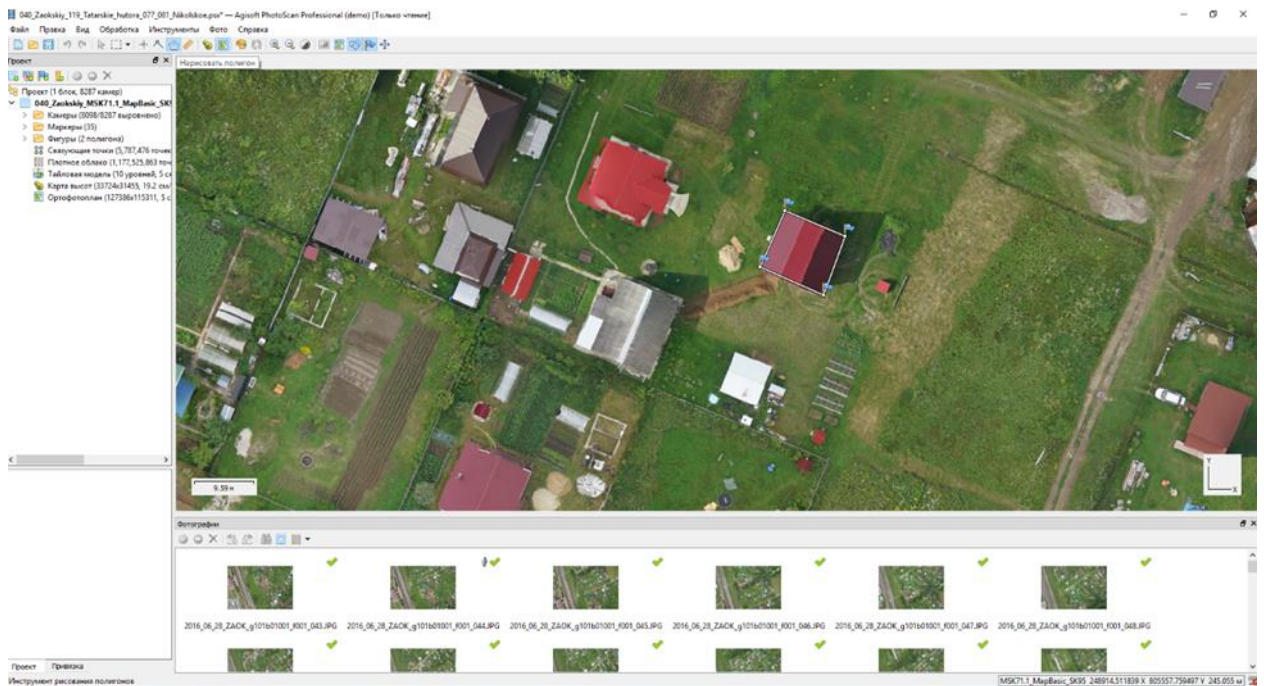 040_Zaokskiy_119_Tatarskie_hutora_077_081_Nikolskoe.psx* — Agisoft PhotoScan Professional (demo) [Только чтение]
Файл Правка Вид Обработка Инструменты Фото Справка
Проект
Нарисовать полигон
Проект (1 блок, 8287 камер)
040_Zaokskiy_MSK71.1_MapBasic_SK9
Камеры (8098/8287 выровнено)
Маркеры (35)
Фигуры (2 полигона)
Связующие точки (5,787,476 точек
Плотное облако (1,177,525,863 точ
Тайловая модель (10 уровней, 5 см
Карта высот (33724x31455, 19.2 см/
Ортофотоплан (127386x115311, 5 с
9.59 м
Y
X
Фотографии
2016_06_28_ZAOK_g101b01001_f001_043.JPG 2016_06_28_ZAOK_g101b01001_f001_044.JPG 2016_06_28_ZAOK_g101b01001_f001_045.JPG 2016_06_28_ZAOK_g101b01001_f001_046.JPG 2016_06_28_ZAOK_g101b01001_f001_047.JPG 2016_06_28_ZAOK_g101b01001_f001_048.JPG
Проект Привязка
Инструмент рисования полигонов
MSK71.1_MapBasic_SK95 248914.511839 X 805557.759497 Y 245.055 м